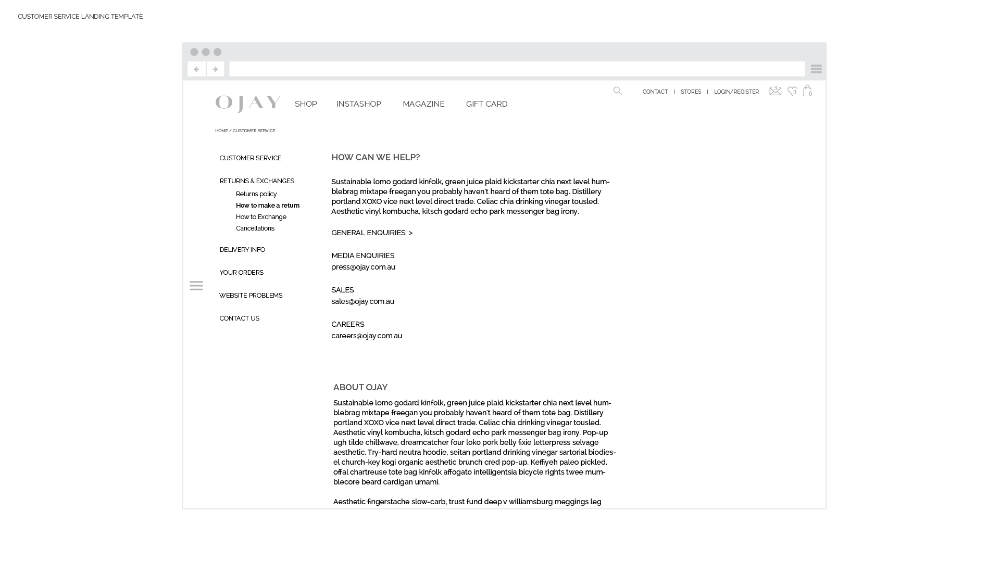 CUSTOMER SERVICE LANDING TEMPLATE
CONTACT | STORES | LOGIN/REGISTER 3 3 6
OJAY SHOP INSTASHOP MAGAZINE GIFT CARD
HOME / CUSTOMER SERVICE
CUSTOMER SERVICE
RETURNS & EXCHANGES
Returns policy
How to make a return
How to Exchange
Cancellations
DELIVERY INFO
YOUR ORDERS
WEBSITE PROBLEMS
CONTACT US
HOW CAN WE HELP?
Sustainable lomo godard kinfolk, green juice plaid kickstarter chia next level hum-
blebrag mixtape freegan you probably haven't heard of them tote bag. Distillery
portland XOXO vice next level direct trade. Celiac chia drinking vinegar tousled.
Aesthetic vinyl kombucha, kitsch godard echo park messenger bag irony.
GENERAL ENQUIRIES >
MEDIA ENQUIRIES
press@ojay.com.au
SALES
sales@ojay.com.au
CAREERS
careers@ojay.com.au
ABOUT OJAY
Sustainable lomo godard kinfolk, green juice plaid kickstarter chia next level hum-
blebrag mixtape freegan you probably haven't heard of them tote bag. Distillery
portland XOXO vice next level direct trade. Celiac chia drinking vinegar tousled.
Aesthetic vinyl kombucha, kitsch godard echo park messenger bag irony. Pop-up
ugh tilde chillwave, dreamcatcher four loko pork belly fixie letterpress selvage
aesthetic. Try-hard neutra hoodie, seitan portland drinking vinegar sartorial biodies-
el church-key kogi organic aesthetic brunch cred pop-up. Keffiyeh paleo pickled,
offal chartreuse tote bag kinfolk affogato intelligentsia bicycle rights twee mum-
blecore beard cardigan umami.
Aesthetic fingerstache slow-carb, trust fund deep v williamsburg meggings leg